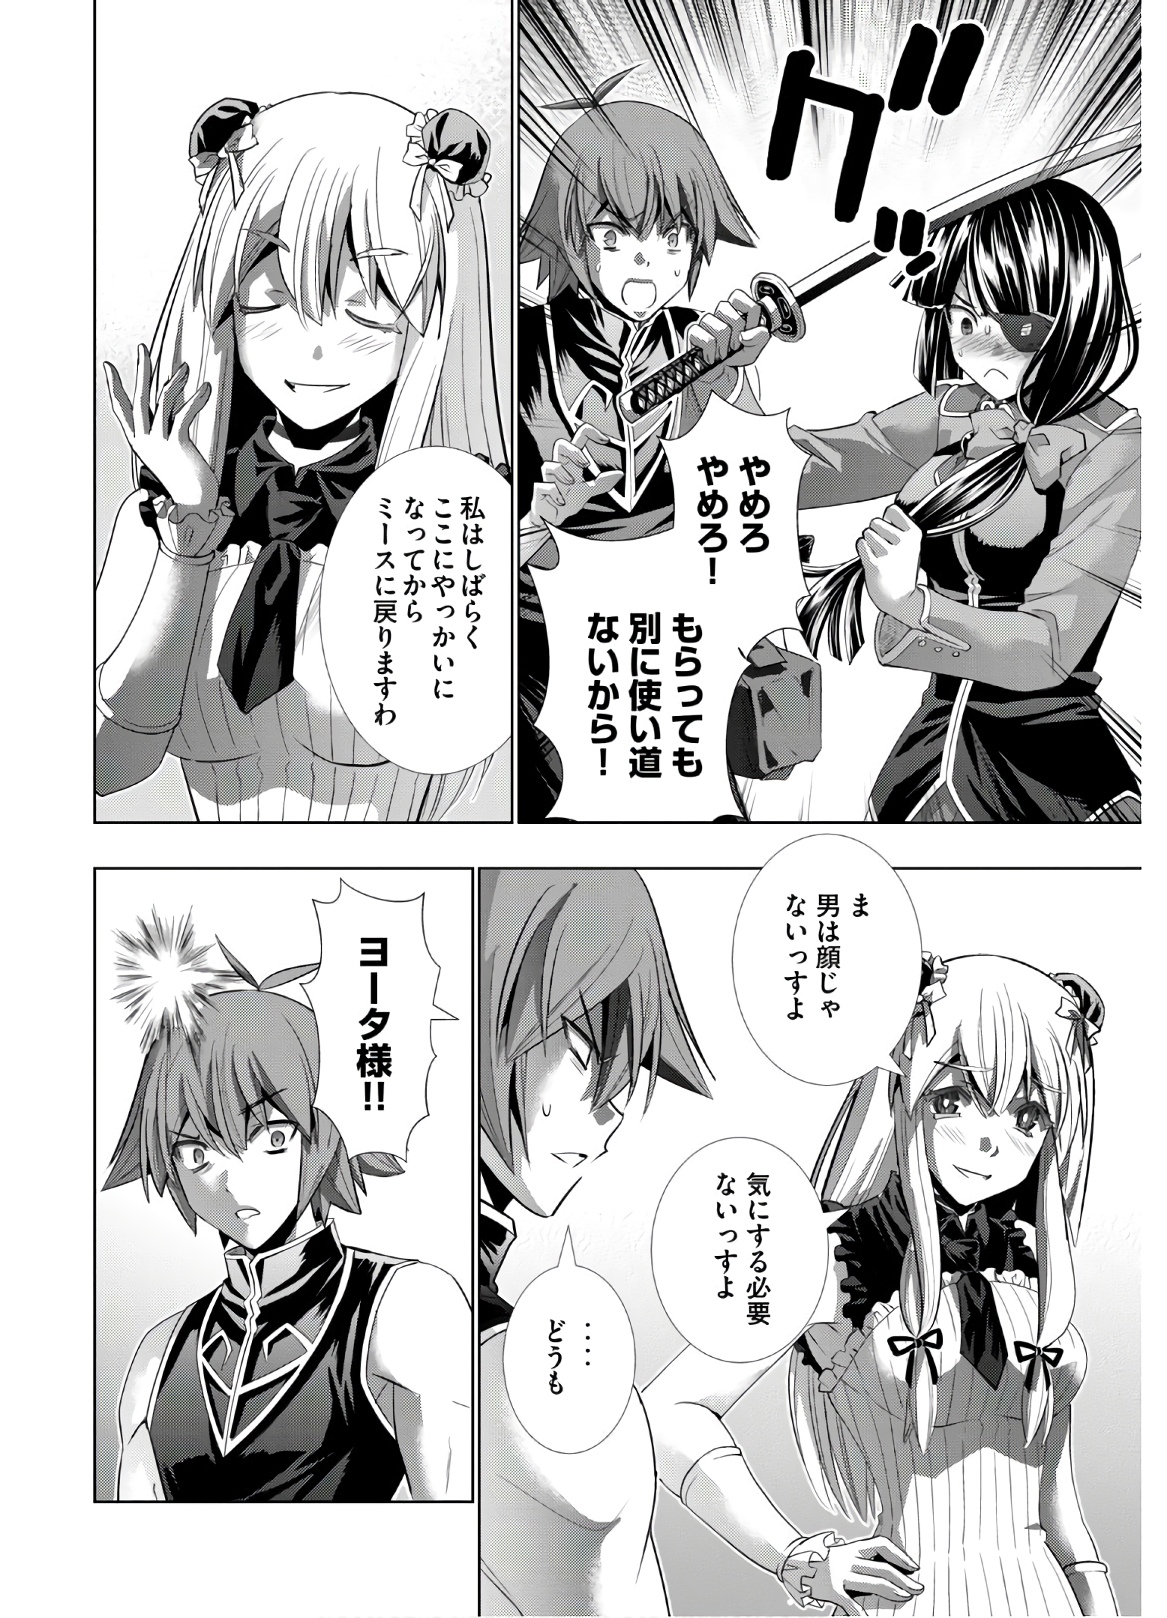 グッ
やめろ
やめろ！
もらっても
別に使い道
ないから！
私はしばらく
ここにやっかいに
なってから
ミースに戻りますわ
ま
男は顔じゃ
ないっすよ
気にする必要
ないっすよ
‥‥
どうも
ヨータ様!!